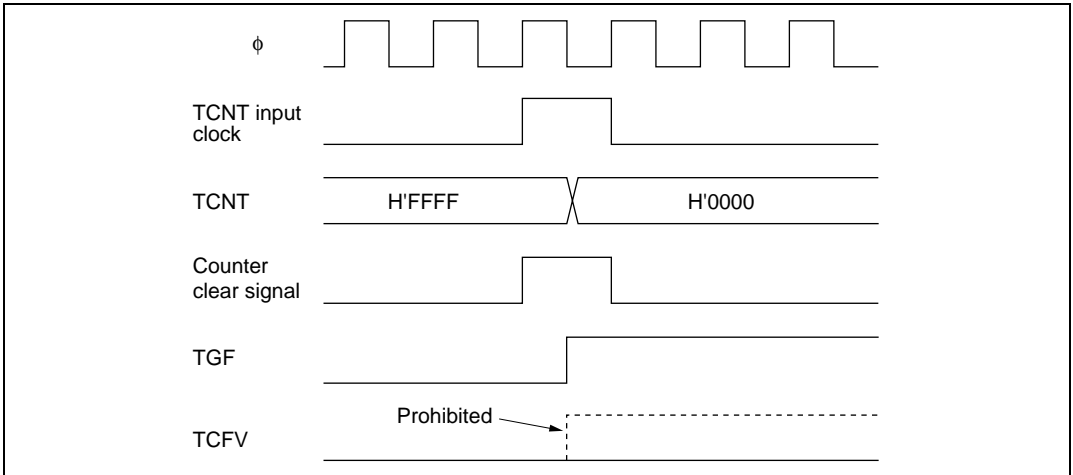 ϕ
TCNT input
clock
TCNT
H'FFFF
H'0000
Counter
clear signal
TGF
Prohibited
TCFV